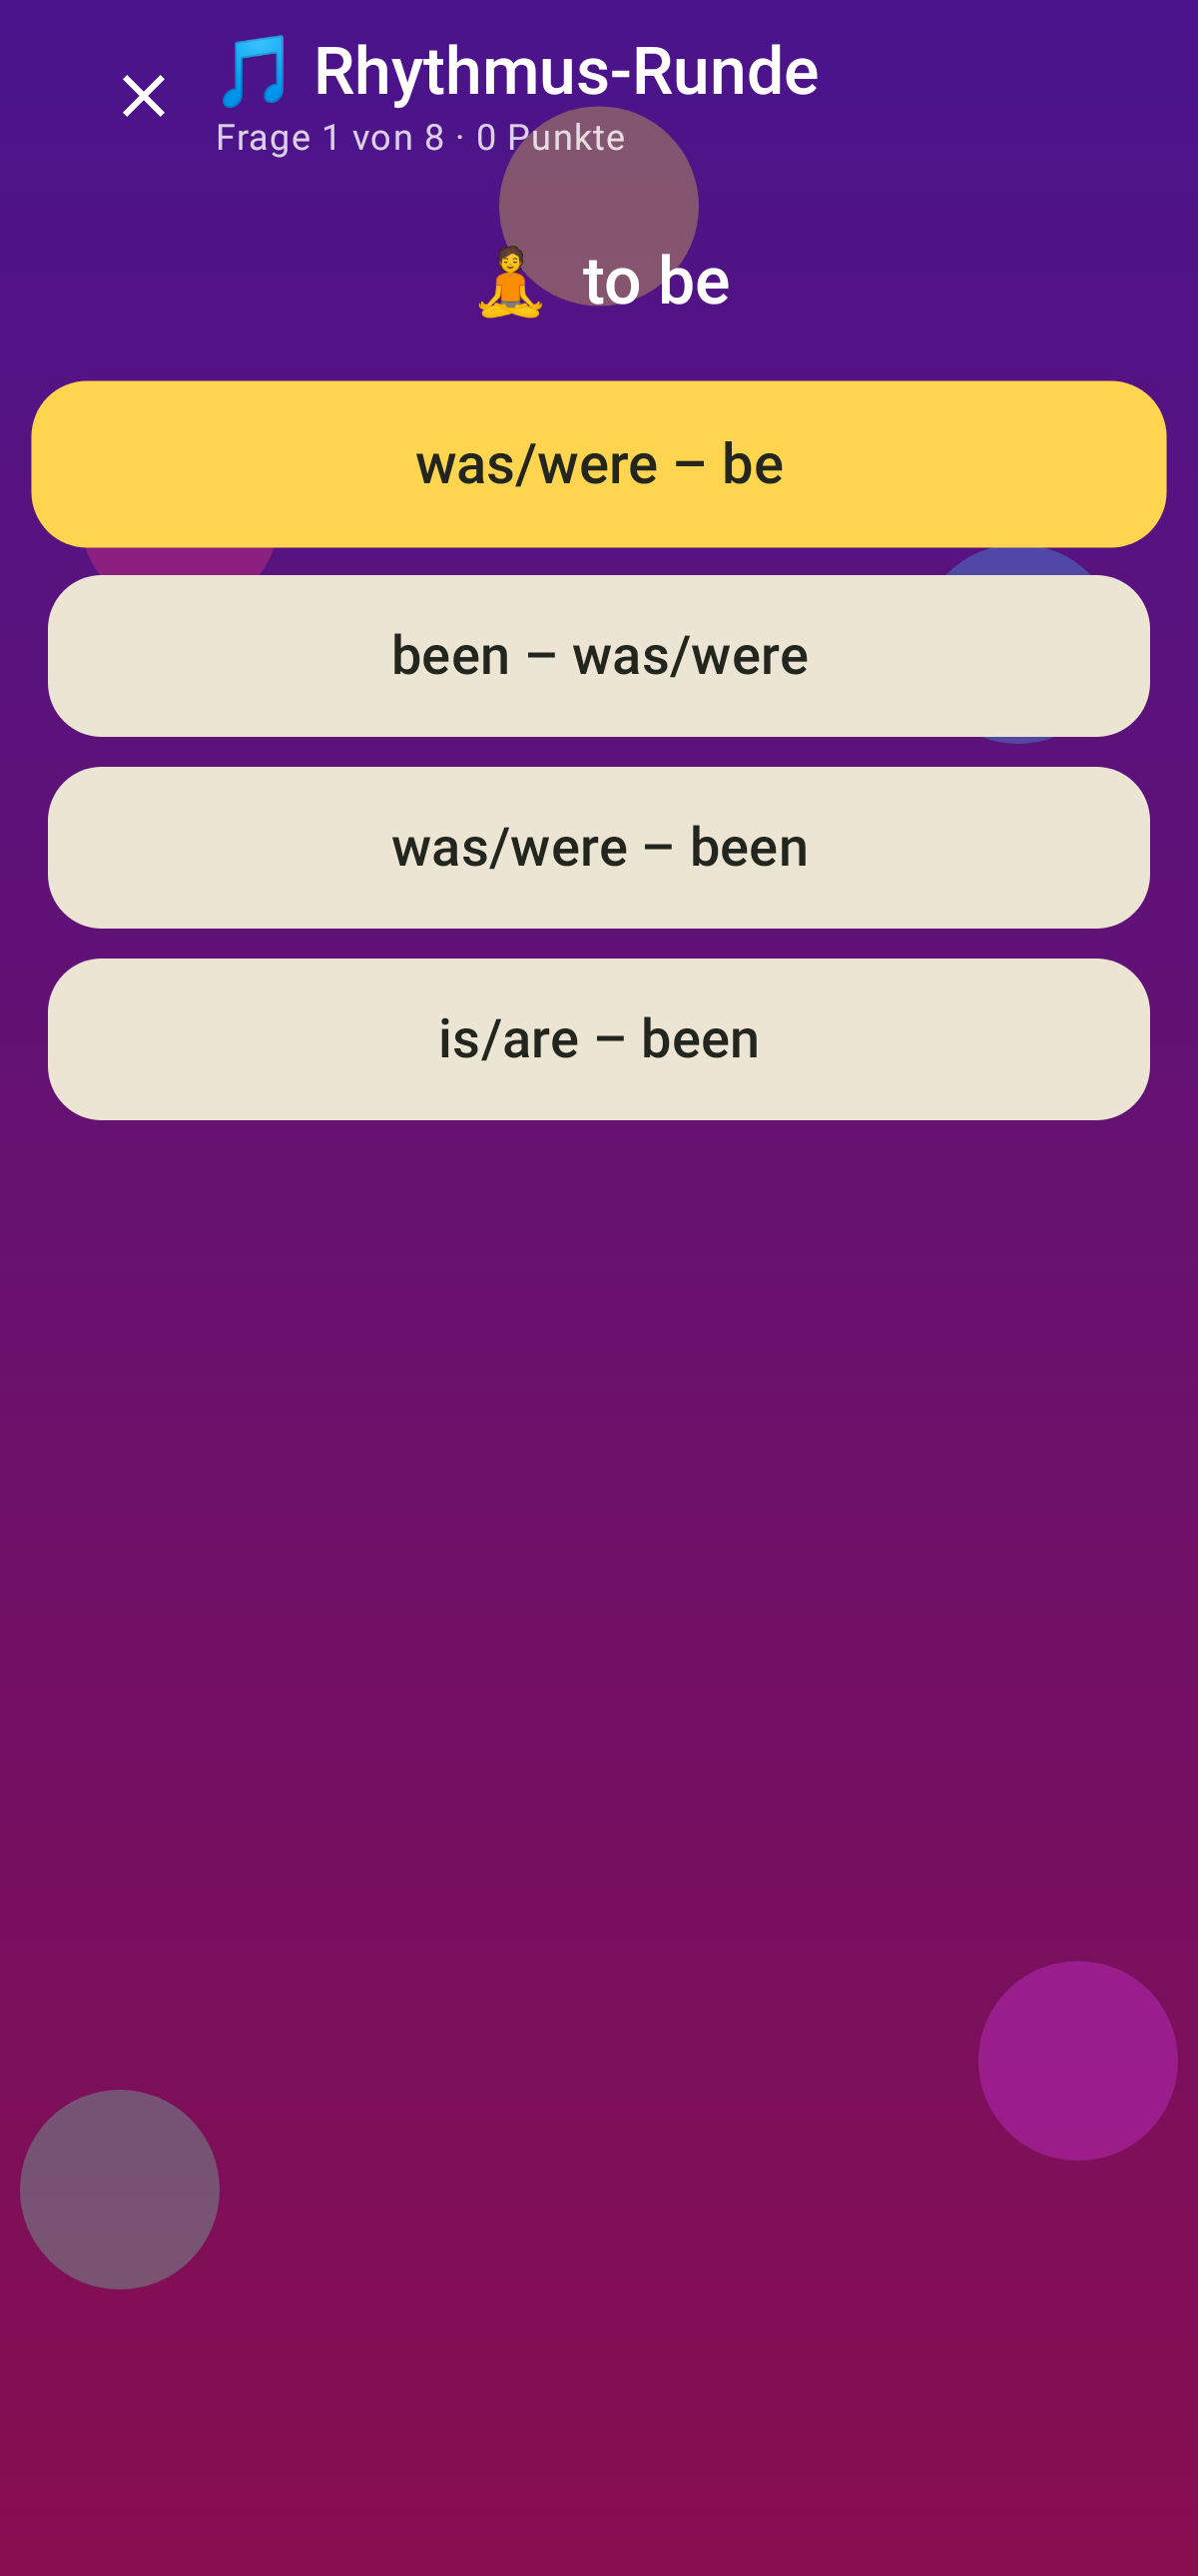 Rhythmus-Runde
Frage 1 von 8 · 0 Punkte
to be
was/were – be
been – was/were
was/were – been
is/are – been